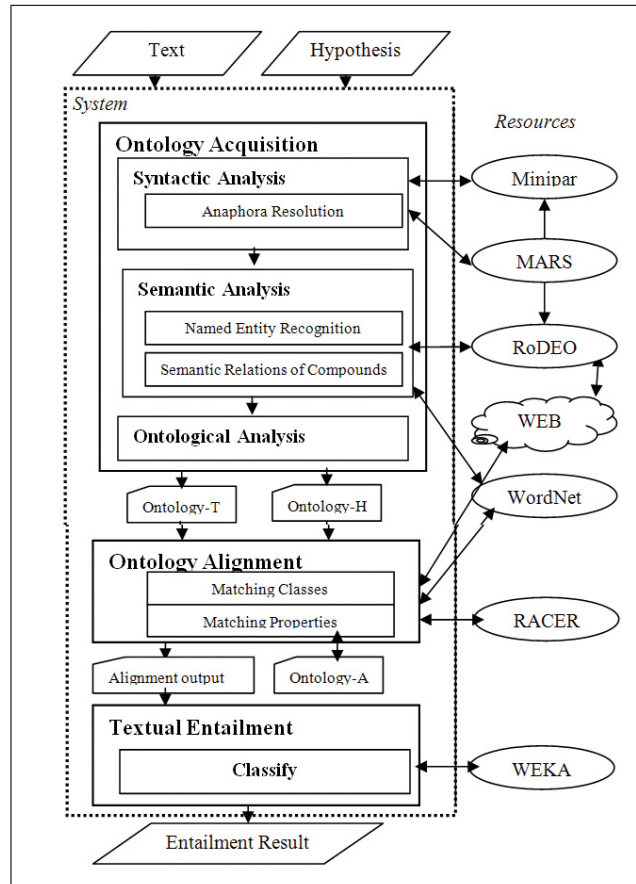 Text
Hypothesis
System
Resources
Ontology Acquisition
Syntactic Analysis
Anaphora Resolution
Minipar
MARS
Semantic Analysis
Named Entity Recognition
Semantic Relations of Compounds
RoDEO
WEB
Ontological Analysis
WordNet
Ontology-T
Ontology-H
Ontology Alignment
Matching Classes
Matching Properties
RACER
Alignment output
Ontology-A
Textual Entailment
Classify
WEKA
Entailment Result